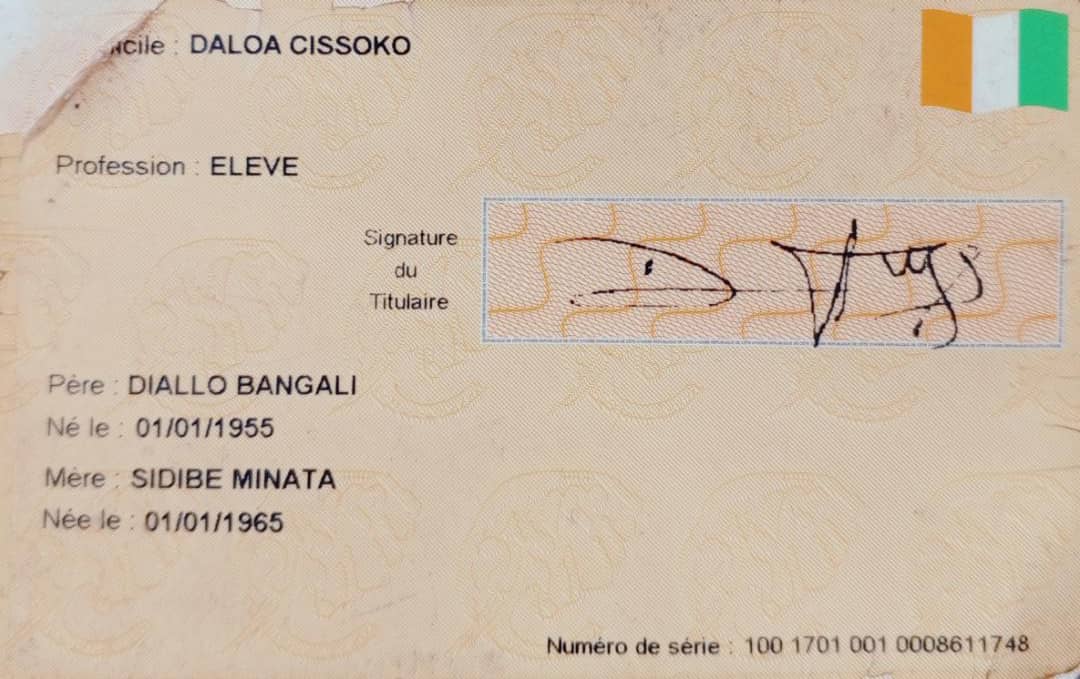 icile : DALOA CISSOKO
Profession : ELEVE
Signature
du
Titulaire
Père : DIALLO BANGALI
Né le : 01/01/1955
Mère : SIDIBE MINATA
Née le : 01/01/1965
Numéro de série : 100 1701 001 0008611748